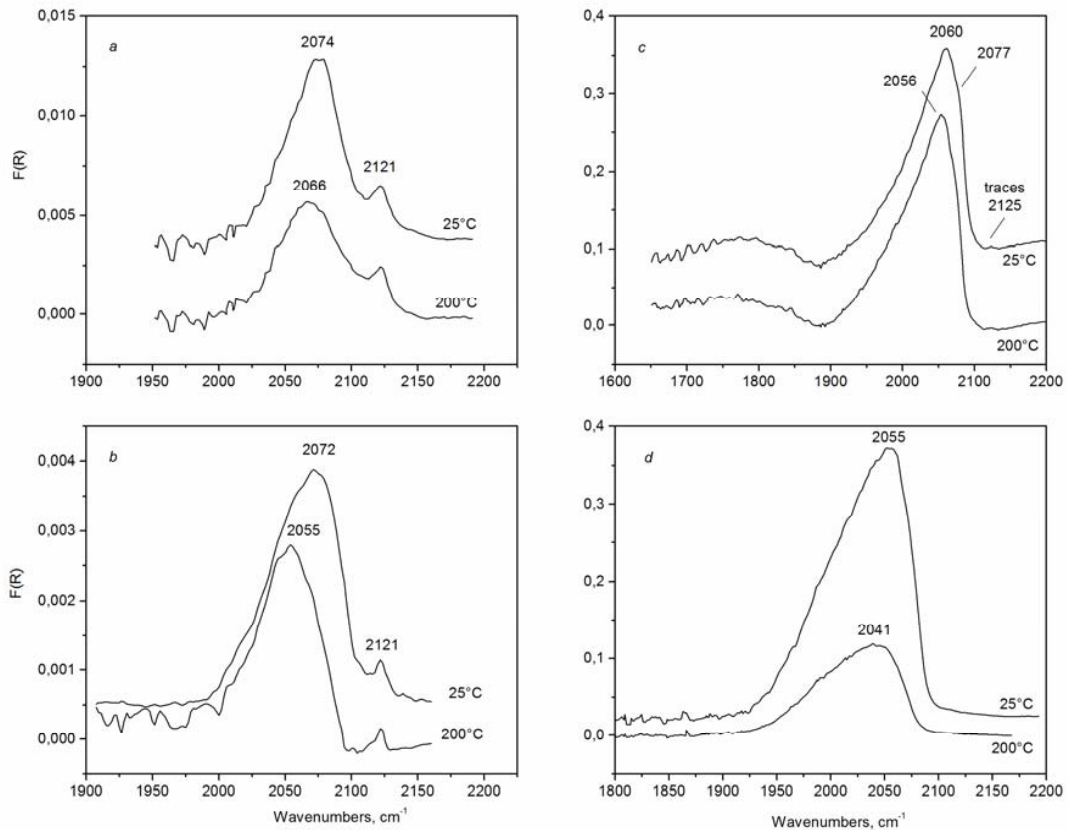 0,015
a
2074
0,010
F(R)
2121
2066
0,005
25°C
0,000
200°C
1900 1950 2000 2050 2100 2150 2200
0,4
c
2060
2077
0,3
2056
0,2
traces
2125
0,1
25°C
0,0
200°C
1600 1700 1800 1900 2000 2100 2200
0,004
b
2072
0,003
2055
F(R)
0,002
2121
0,001
25°C
0,000
200°C
1900 1950 2000 2050 2100 2150 2200
Wavenumbers, cm-1
0,4
2055
d
0,3
0,2
2041
0,1
25°C
0,0
200°C
1800 1850 1900 1950 2000 2050 2100 2150 2200
Wavenumbers, cm-1